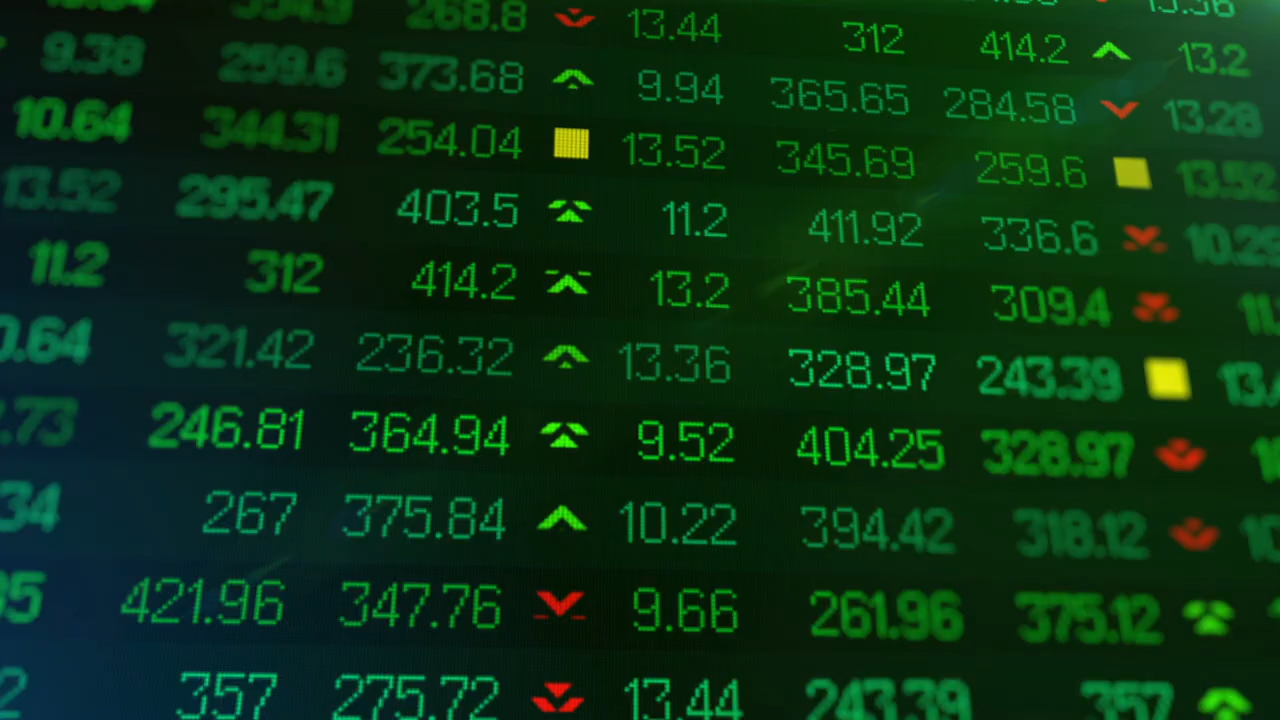 268.8 13.44 312 414.2 13.2
9.38 259.6 373.68 9.94 365.65 284.58 13.28
10.64 344.31 254.04 13.52 345.69 259.6 13.52
13.52 295.47 403.5 11.2 411.92 336.6
11.2 312 414.2 13.2 385.44 309.4
0.64 321.42 236.32 13.36 328.97 243.39
.73 246.81 364.94 9.52 404.25 328.97
34 267 375.84 10.22 394.42 318.12
421.96 347.76 9.66 261.96 375.12
357 275.72 13.44 243.39 357